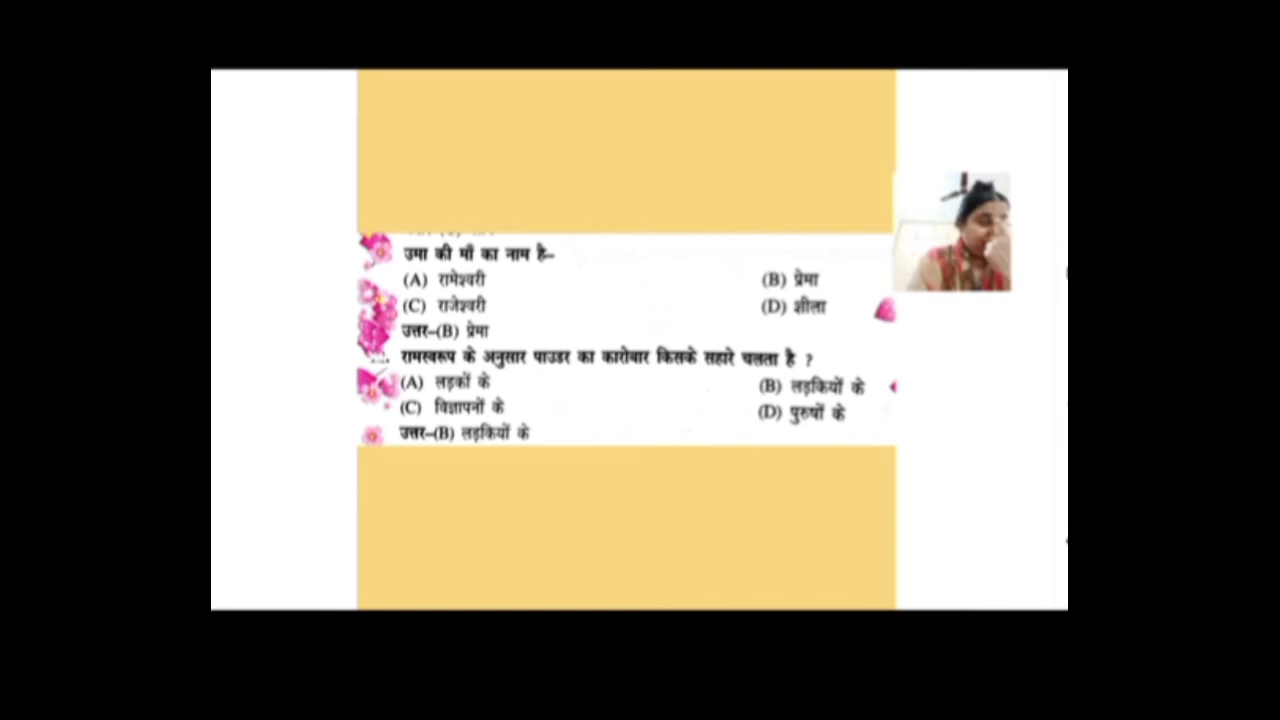 उमा की माँ का नाम है–
(A) रामेश्वरी (B) प्रेमा
(C) राजेश्वरी (D) शीला
उत्तर–(B) प्रेमा
रामस्वरूप के अनुसार पाउडर का कारोबार किसके सहारे चलता है ?
(A) लड़कों के (B) लड़कियों के
(C) विज्ञापनों के (D) पुरुषों के
उत्तर–(B) लड़कियों के